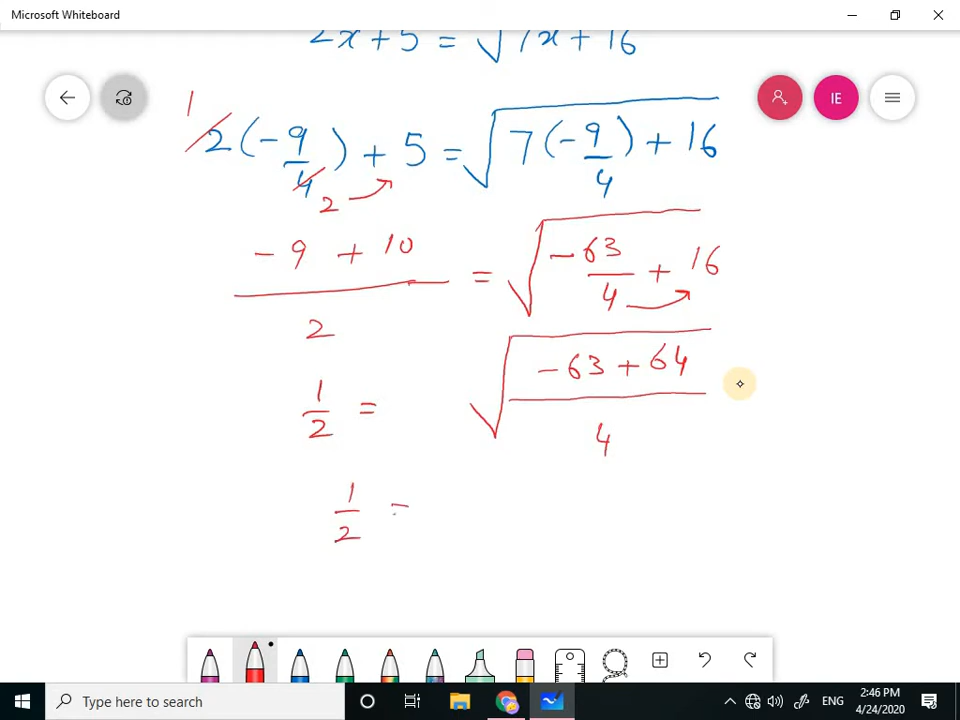 Microsoft Whiteboard
2x + 5 = √7x + 16
IE
1
2(-9/4) + 5 = √7(-9/4) + 16
2
-9 + 10 / 2 = √-63/4 + 16
1/2 = √-63 + 64 / 4
1/2 =
Type here to search
ENG
2:46 PM
4/24/2020